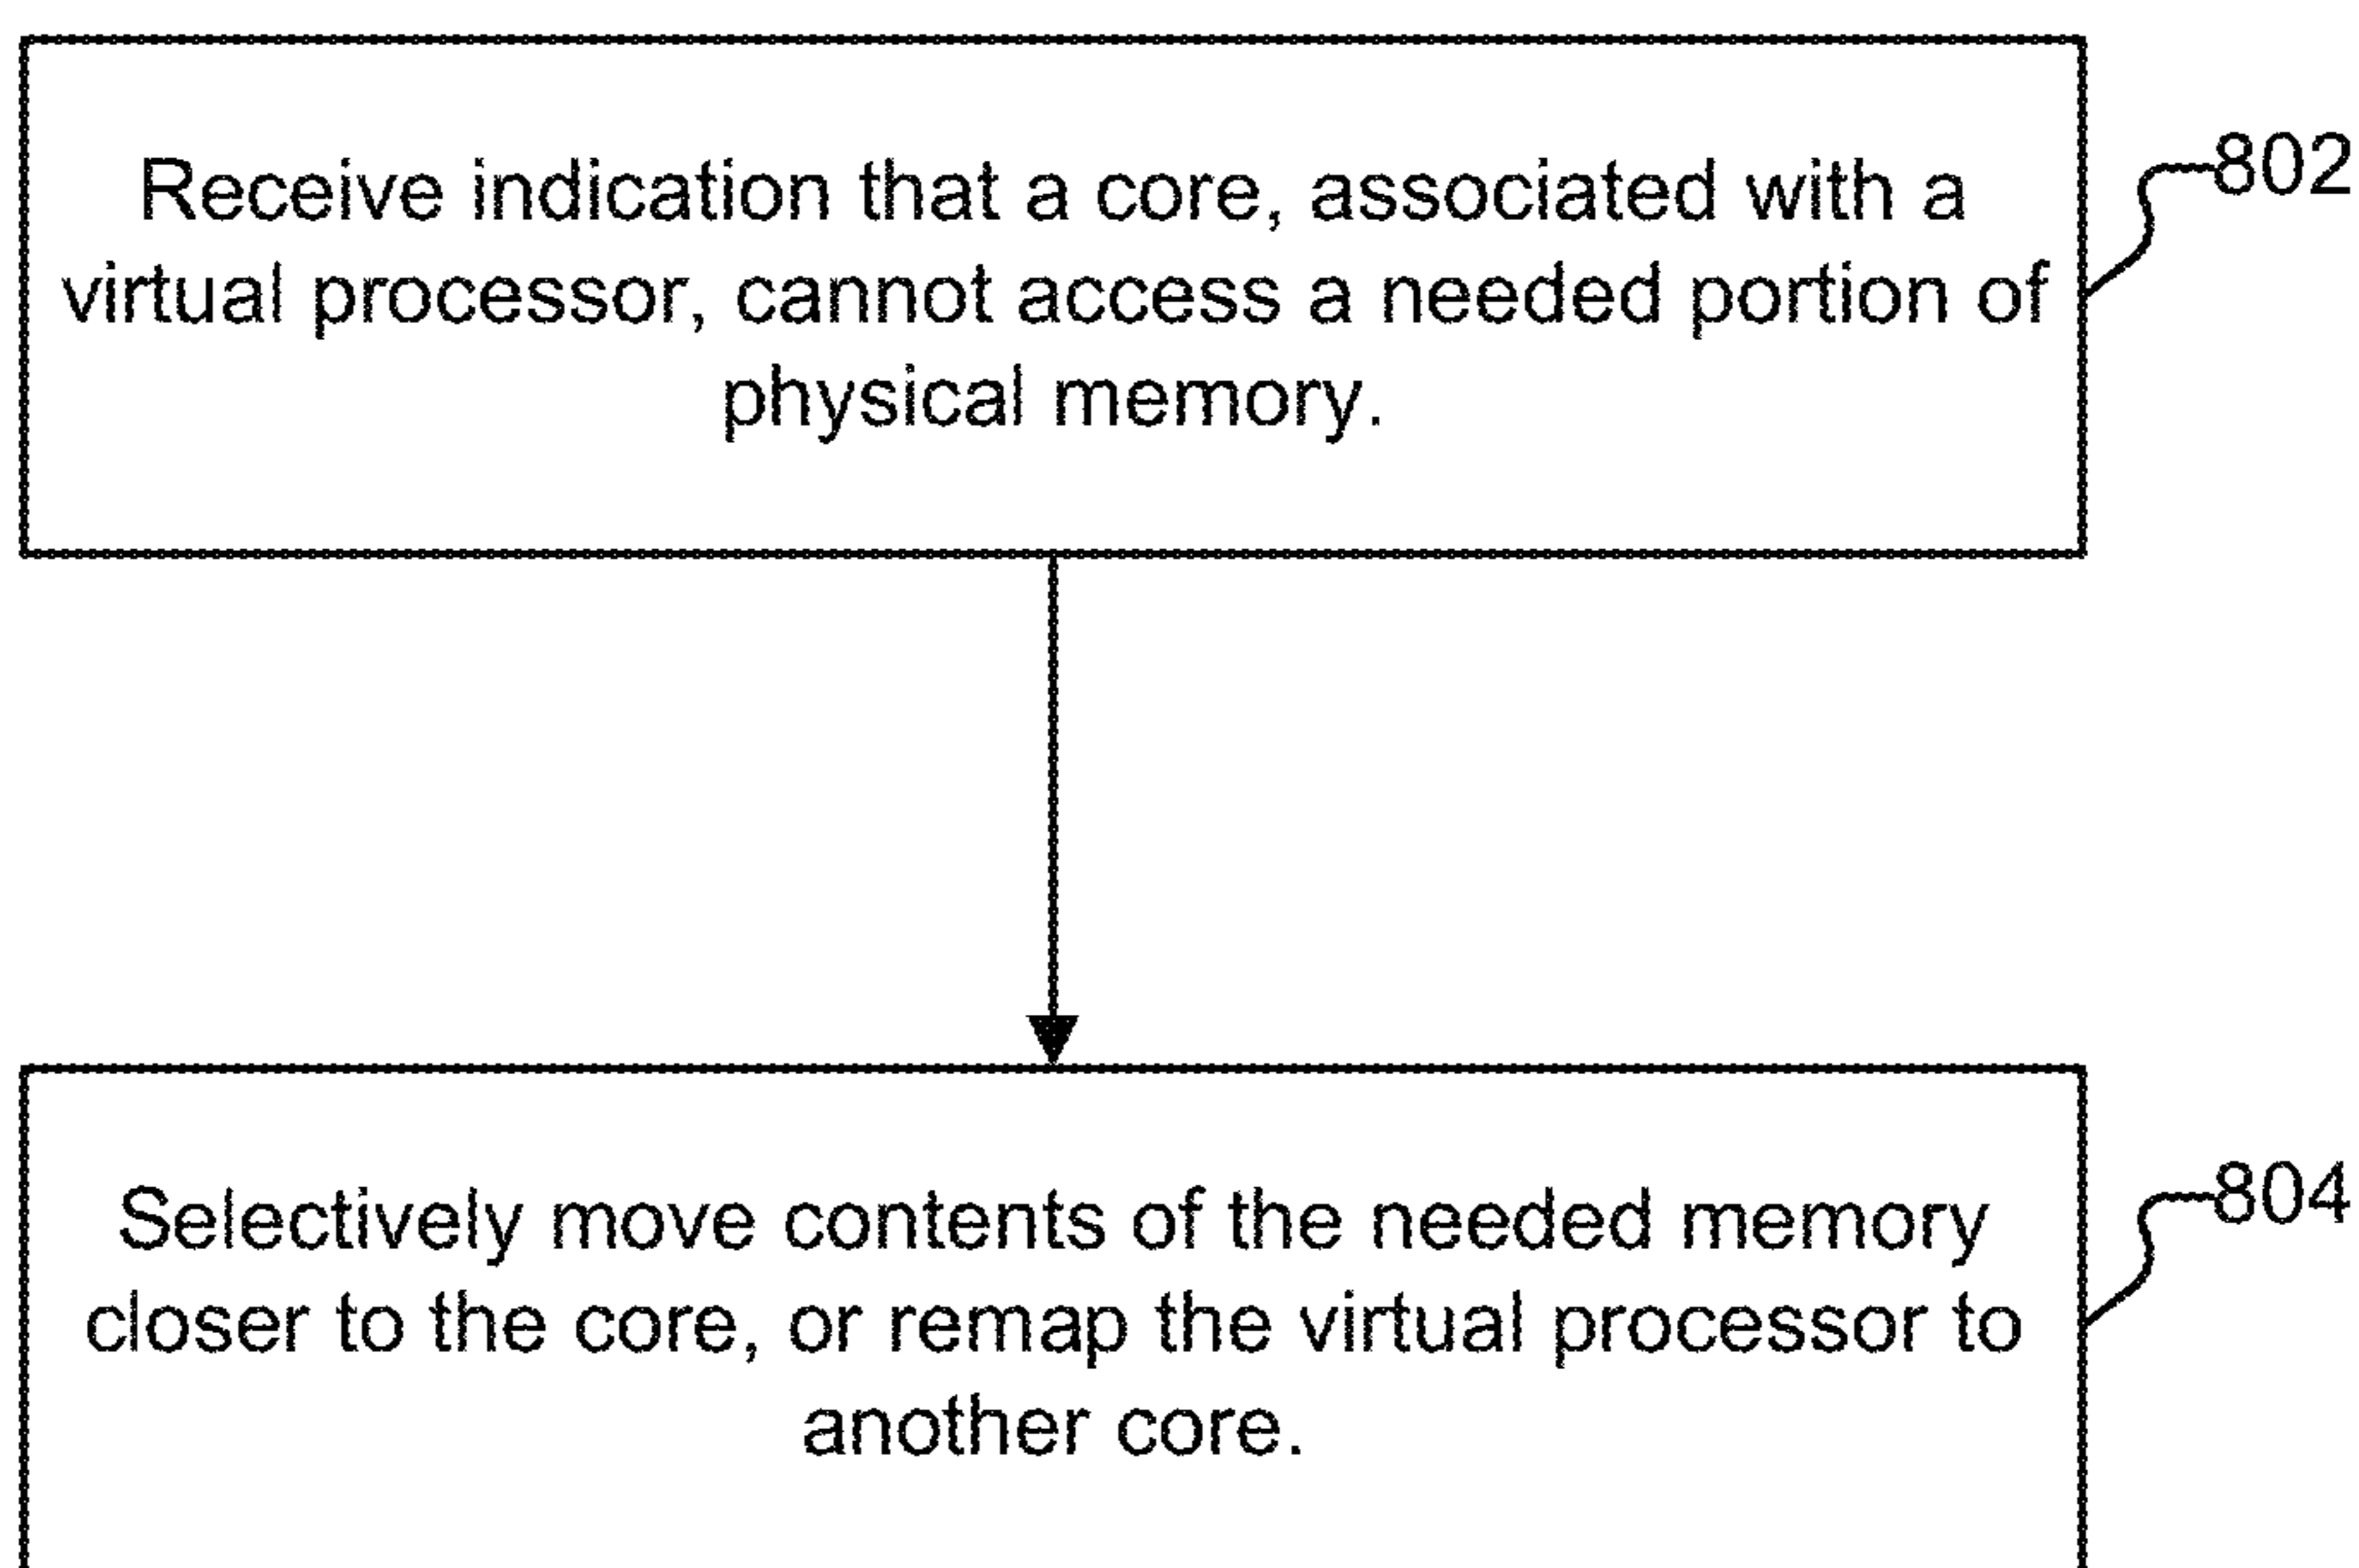 Receive indication that a core, associated with a
virtual processor, cannot access a needed portion of
physical memory.
802
Selectively move contents of the needed memory
closer to the core, or remap the virtual processor to
another core.
804